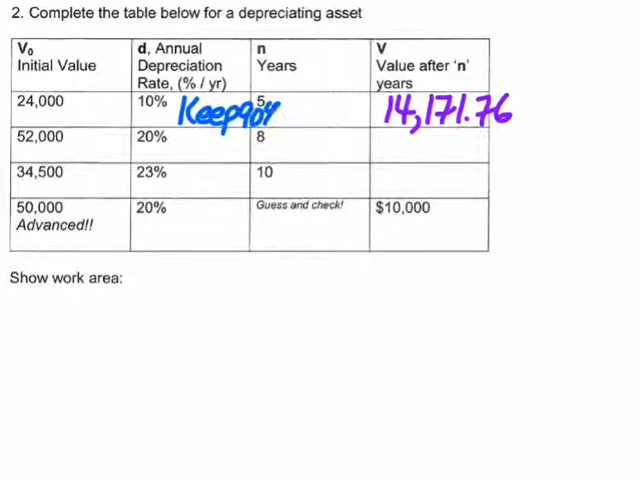 2. Complete the table below for a depreciating asset
V₀ Initial Value
d, Annual Depreciation Rate, (% / yr)
n Years
V Value after 'n' years
24,000 10% Keep 90% 5 14,171.76
52,000 20% 8
34,500 23% 10
50,000 Advanced!! 20% Guess and check! $10,000
Show work area: